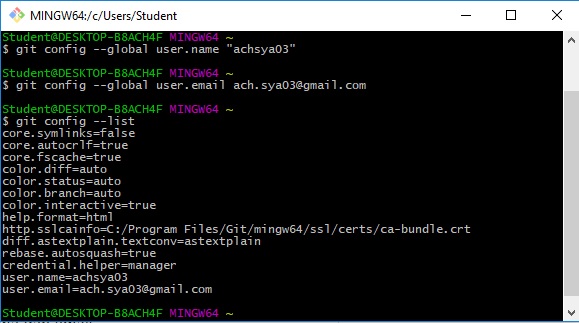 MINGW64:/c/Users/Student
Student@DESKTOP-B8ACH4F MINGW64 ~
$ git config --global user.name "achsya03"
Student@DESKTOP-B8ACH4F MINGW64 ~
$ git config --global user.email ach.sya03@gmail.com
Student@DESKTOP-B8ACH4F MINGW64 ~
$ git config --list
core.symlinks=false
core.autocrlf=true
core.fscache=true
color.diff=auto
color.status=auto
color.branch=auto
color.interactive=true
help.format=html
http.sslcainfo=C:/Program Files/Git/mingw64/ssl/certs/ca-bundle.crt
diff.astextplain.textconv=astextplain
rebase.autosquash=true
credential.helper=manager
user.name=achsya03
user.email=ach.sya03@gmail.com
Student@DESKTOP-B8ACH4F MINGW64 ~